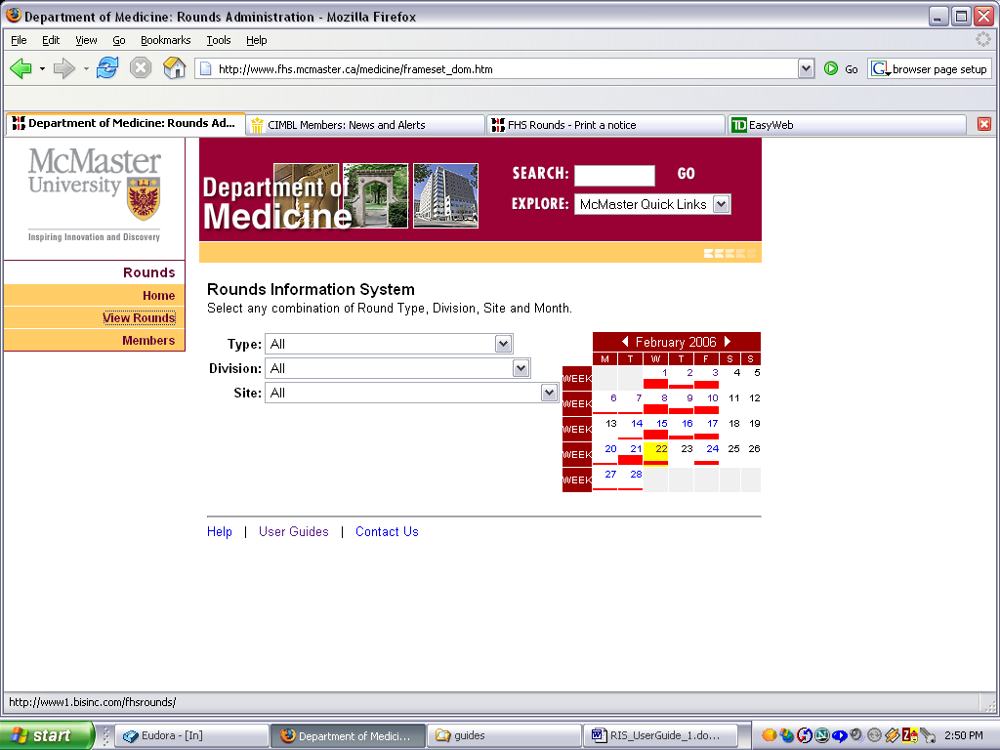 Department of Medicine: Rounds Administration - Mozilla Firefox
File Edit View Go Bookmarks Tools Help
http://www.fhs.mcmaster.ca/medicine/frameset_dom.htm Go G browser page setup
Department of Medicine: Rounds Ad... CIMBL Members: News and Alerts FHS Rounds - Print a notice TD EasyWeb
McMaster
University
Inspiring Innovation and Discovery
Rounds
Home
View Rounds
Members
Department of
Medicine
SEARCH: GO
EXPLORE: McMaster Quick Links
Rounds Information System
Select any combination of Round Type, Division, Site and Month.
Type: All
Division: All
Site: All
February 2006
M T W T F S S
WEEK 1 2 3 4 5
WEEK 6 7 8 9 10 11 12
WEEK 13 14 15 16 17 18 19
WEEK 20 21 22 23 24 25 26
WEEK 27 28
Help | User Guides | Contact Us
http://www1.bisinc.com/fhsrounds/
start Eudora - [In] Department of Medici... guides RIS_UserGuide_1.do... 2:50 PM